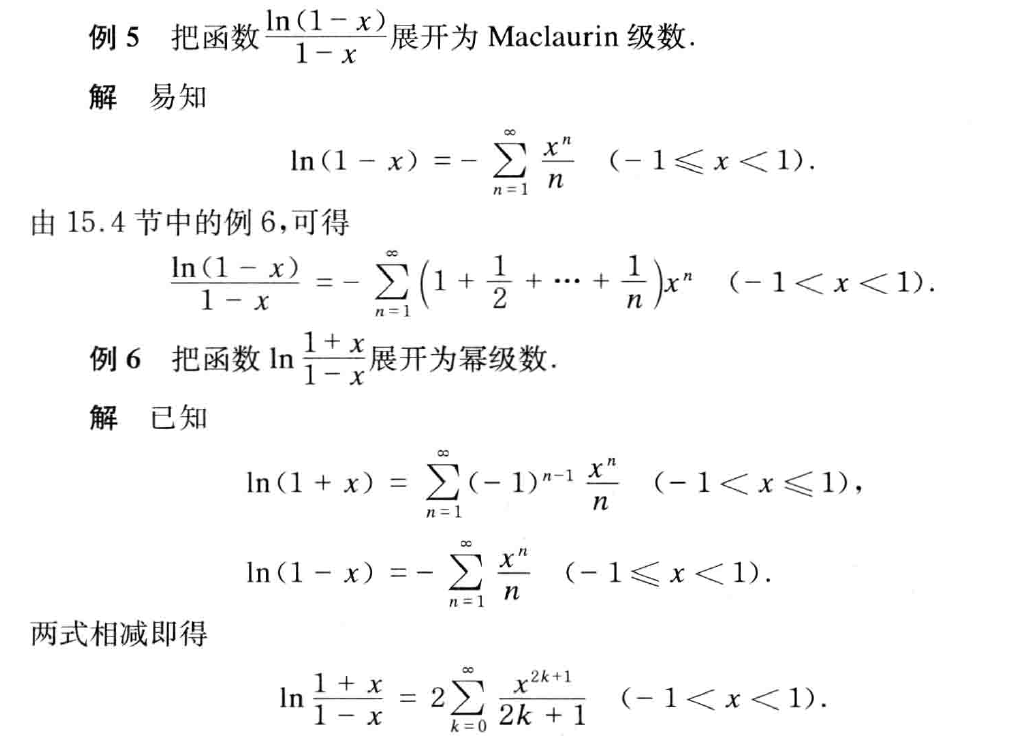 例 5 把函数 $\frac{\ln(1-x)}{1-x}$ 展开为 Maclaurin 级数.
解 易知
$\ln(1-x)=-\sum_{n=1}^{\infty}\frac{x^n}{n}\quad(-1\leqslant x<1).$
由 15.4 节中的例 6,可得
$\frac{\ln(1-x)}{1-x}=-\sum_{n=1}^{\infty}\left(1+\frac{1}{2}+\cdots+\frac{1}{n}\right)x^n\quad(-1<x<1).$
例 6 把函数 $\ln\frac{1+x}{1-x}$ 展开为幂级数.
解 已知
$\ln(1+x)=\sum_{n=1}^{\infty}(-1)^{n-1}\frac{x^n}{n}\quad(-1<x\leqslant 1),$
$\ln(1-x)=-\sum_{n=1}^{\infty}\frac{x^n}{n}\quad(-1\leqslant x<1).$
两式相减即得
$\ln\frac{1+x}{1-x}=2\sum_{k=0}^{\infty}\frac{x^{2k+1}}{2k+1}\quad(-1<x<1).$